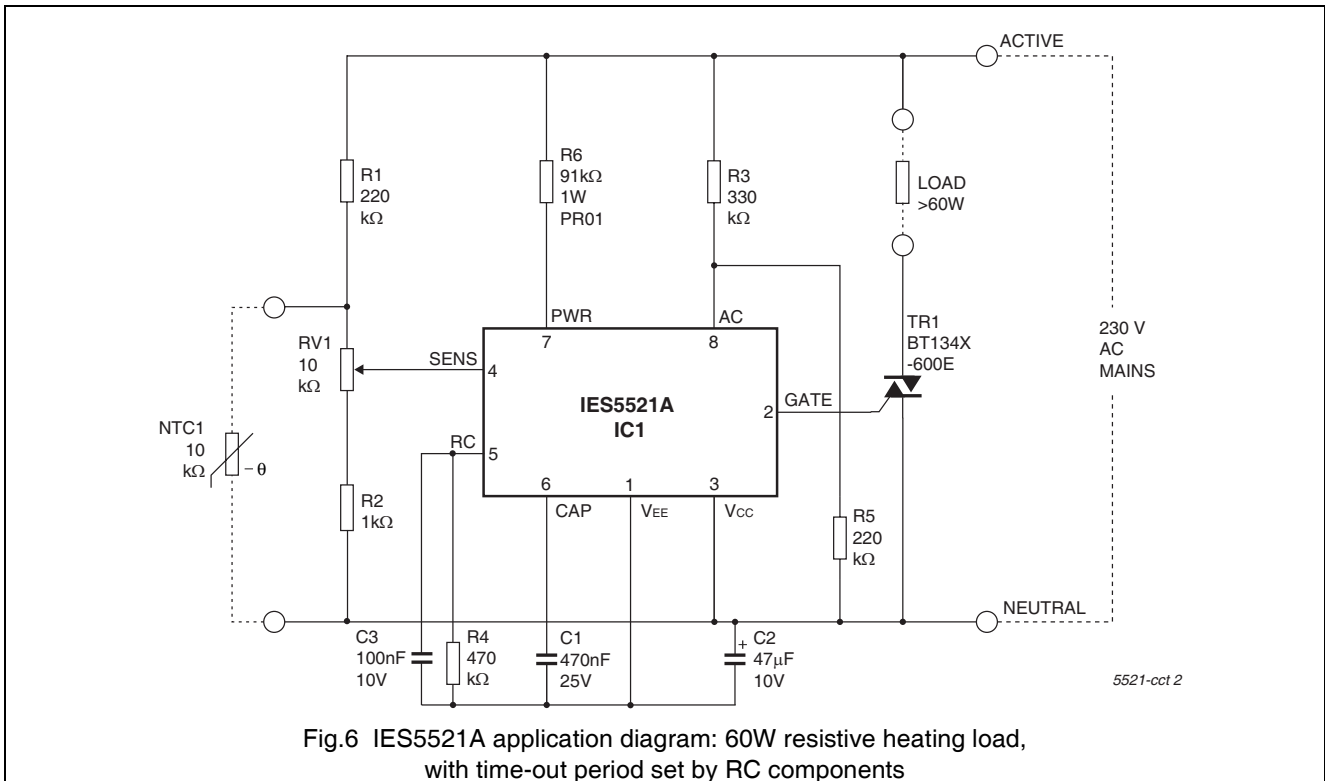 ACTIVE
R1
220
kΩ
R6
91kΩ
1W
PR01
R3
330
kΩ
LOAD
>60W
PWR
AC
7
8
TR1
BT134X
-600E
230 V
AC
MAINS
RV1
10
kΩ
SENS
4
IES5521A
IC1
2
GATE
NTC1
10
kΩ
– θ
RC
5
6
1
3
CAP
VEE
VCC
R2
1kΩ
R5
220
kΩ
NEUTRAL
C3
100nF
10V
R4
470
kΩ
C1
470nF
25V
+ C2
47µF
10V
5521-cct 2
Fig.6 IES5521A application diagram: 60W resistive heating load,
with time-out period set by RC components